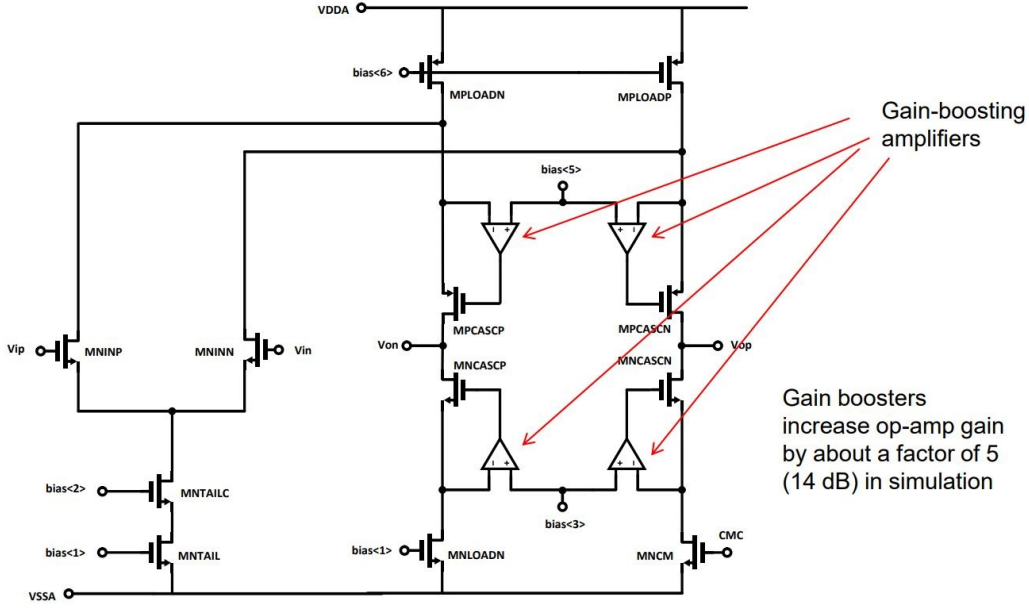 VDDA
bias<6>
MPLOADN
MPLOADP
Gain-boosting
amplifiers
bias<5>
- +
+ -
MPCASCP
MPCASCN
Vip
MNINP
MNINN
Vin
Von
Vop
MNCASCP
MNCASCN
Gain boosters
increase op-amp gain
by about a factor of 5
(14 dB) in simulation
- +
+ -
bias<2>
MNTAILC
bias<3>
bias<1>
MNTAIL
bias<1>
MNLOADN
MNCM
CMC
VSSA